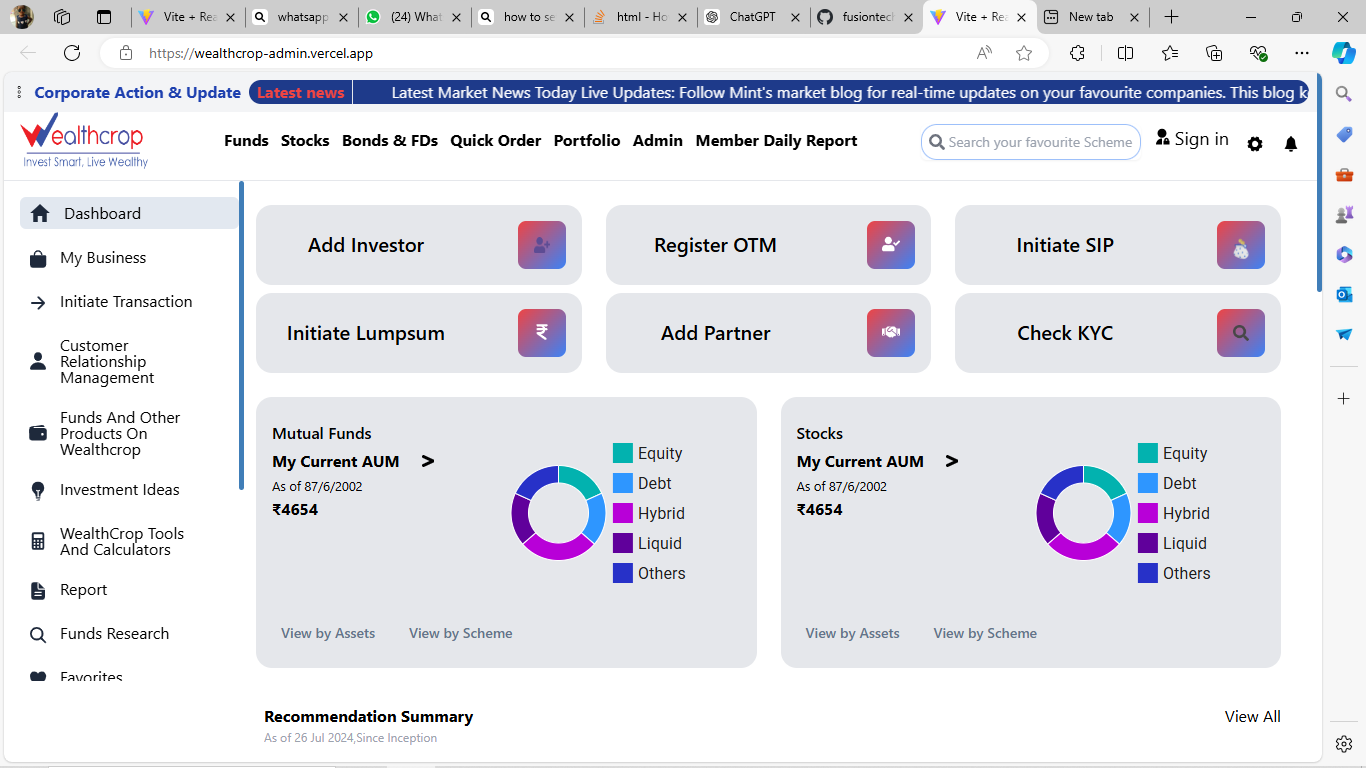 Vite + Rea
whatsapp
(24) What
how to se
html - Ho
ChatGPT
fusiontech
Vite + Rea
New tab
https://wealthcrop-admin.vercel.app
Corporate Action & Update
Latest news
Latest Market News Today Live Updates: Follow Mint's market blog for real-time updates on your favourite companies. This blog k
Wealthcrop
Invest Smart, Live Wealthy
Funds
Stocks
Bonds & FDs
Quick Order
Portfolio
Admin
Member Daily Report
Search your favourite Scheme
Sign in
Dashboard
My Business
Initiate Transaction
Customer
Relationship
Management
Funds And Other
Products On
Wealthcrop
Investment Ideas
WealthCrop Tools
And Calculators
Report
Funds Research
Favorites
Add Investor
Register OTM
Initiate SIP
Initiate Lumpsum
₹
Add Partner
Check KYC
Mutual Funds
My Current AUM >
As of 87/6/2002
₹4654
Equity
Debt
Hybrid
Liquid
Others
View by Assets
View by Scheme
Stocks
My Current AUM >
As of 87/6/2002
₹4654
Equity
Debt
Hybrid
Liquid
Others
View by Assets
View by Scheme
Recommendation Summary
View All
As of 26 Jul 2024,Since Inception